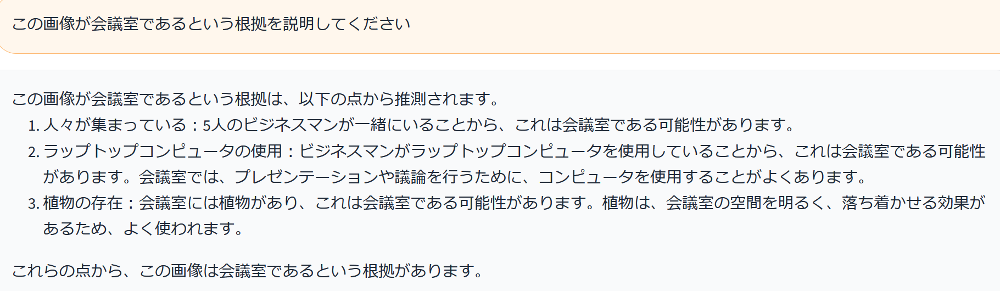 この画像が会議室であるという根拠を説明してください
この画像が会議室であるという根拠は、以下の点から推測されます。
1. 人々が集まっている：5人のビジネスマンが一緒にいることから、これは会議室である可能性があります。
2. ラップトップコンピュータの使用：ビジネスマンがラップトップコンピュータを使用していることから、これは会議室である可能性
があります。会議室では、プレゼンテーションや議論を行うために、コンピュータを使用することがよくあります。
3. 植物の存在：会議室には植物があり、これは会議室である可能性があります。植物は、会議室の空間を明るく、落ち着かせる効果が
あるため、よく使われます。
これらの点から、この画像は会議室であるという根拠があります。